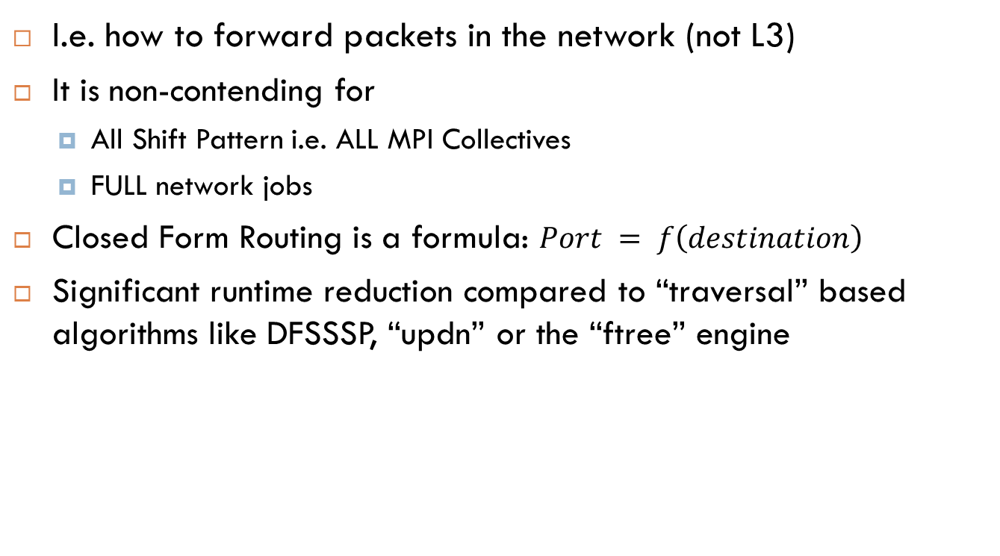 I.e. how to forward packets in the network (not L3)
It is non-contending for
All Shift Pattern i.e. ALL MPI Collectives
FULL network jobs
Closed Form Routing is a formula: Port = f(destination)
Significant runtime reduction compared to “traversal” based
algorithms like DFSSSP, “updn” or the “ftree” engine